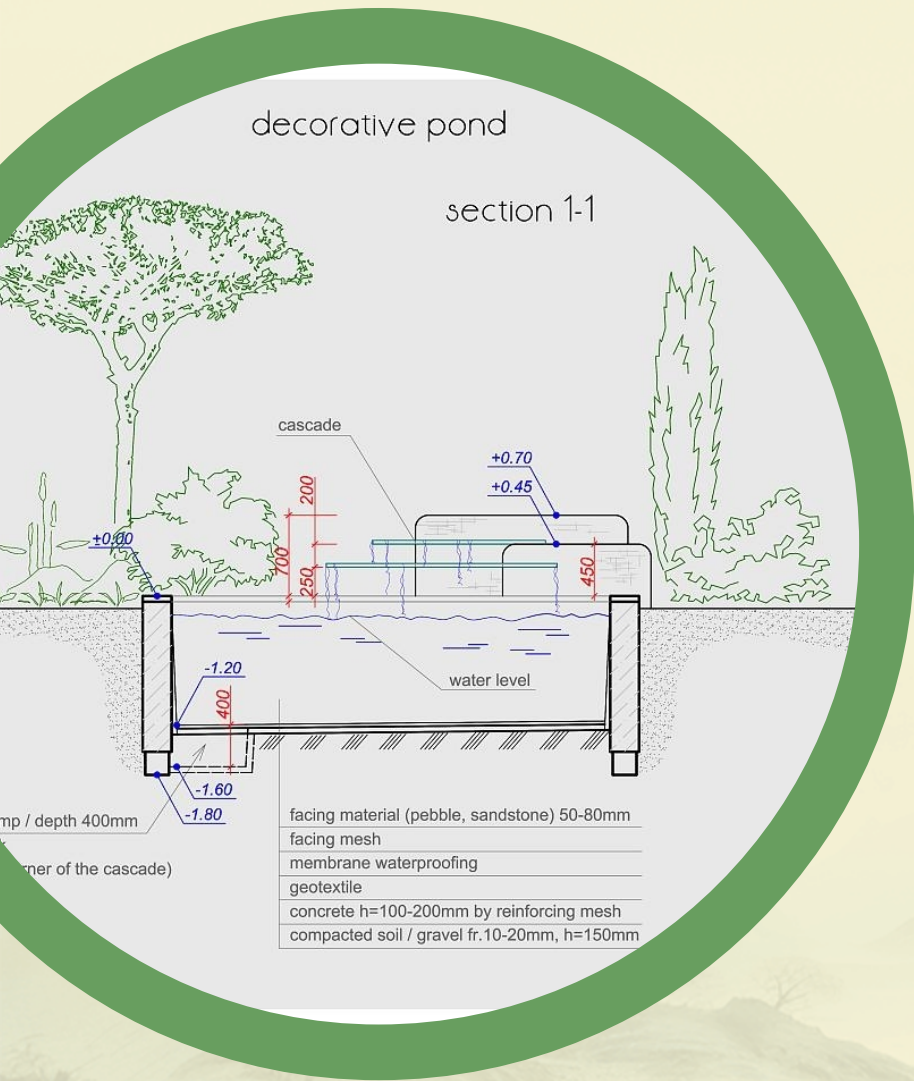 decorative pond
section 1-1
cascade
+0.70
+0.45
200
±0.00
700
250
450
water level
-1.20
400
-1.60
-1.80
/ depth 400mm
of the cascade)
facing material (pebble, sandstone) 50-80mm
facing mesh
membrane waterproofing
geotextile
concrete h=100-200mm by reinforcing mesh
compacted soil / gravel fr.10-20mm, h=150mm